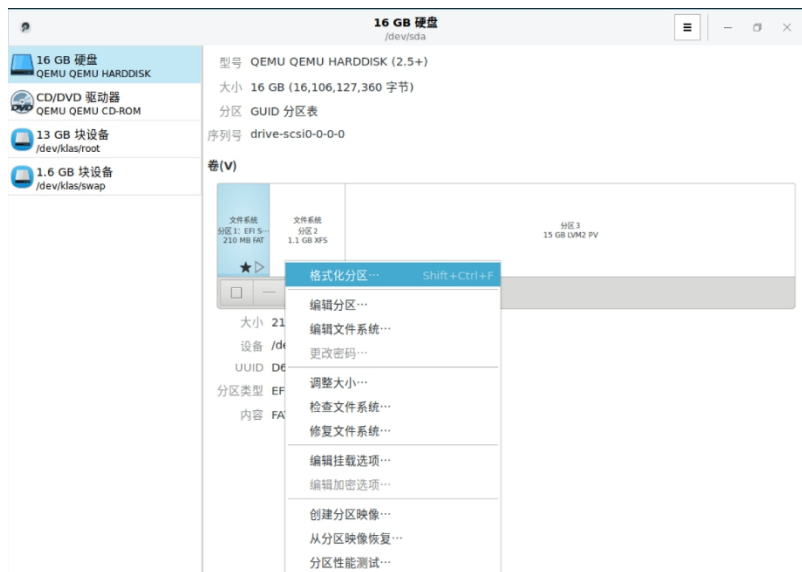 16 GB 硬盘
/dev/sda
16 GB 硬盘
QEMU QEMU HARDDISK
CD/DVD 驱动器
QEMU QEMU CD-ROM
13 GB 块设备
/dev/klas/root
1.6 GB 块设备
/dev/klas/swap
型号 QEMU QEMU HARDDISK (2.5+)
大小 16 GB (16,106,127,360 字节)
分区 GUID 分区表
序列号 drive-scsi0-0-0-0
卷(V)
文件系统
分区 1: EFI S…
210 MB FAT
文件系统
分区 2
1.1 GB XFS
分区 3
15 GB LVM2 PV
大小 21
设备 /de
UUID D6
分区类型 EF
内容 FA
格式化分区… Shift+Ctrl+F
编辑分区…
编辑文件系统…
更改密码…
调整大小…
检查文件系统…
修复文件系统…
编辑挂载选项…
编辑加密选项…
创建分区映像…
从分区映像恢复…
分区性能测试…